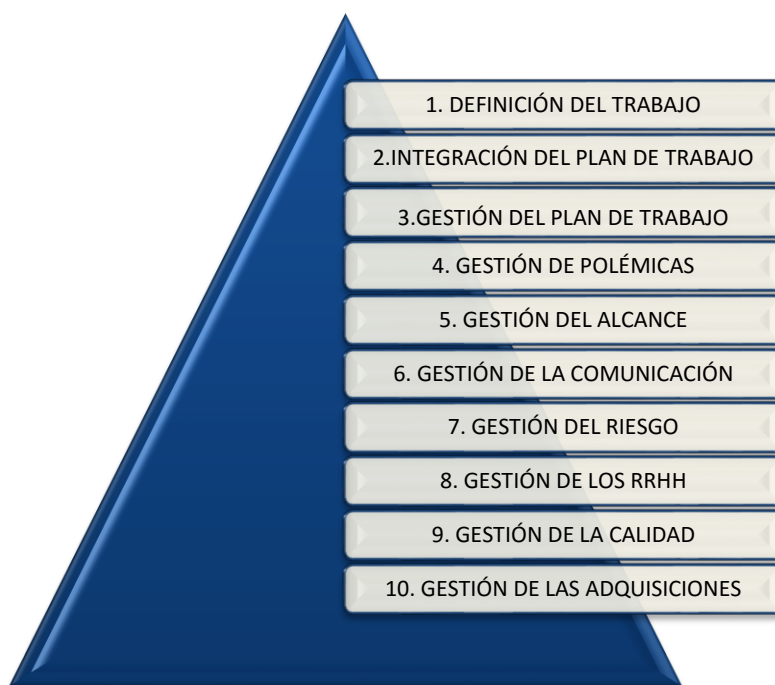 1. DEFINICIÓN DEL TRABAJO
2.INTEGRACIÓN DEL PLAN DE TRABAJO
3.GESTIÓN DEL PLAN DE TRABAJO
4. GESTIÓN DE POLÉMICAS
5. GESTIÓN DEL ALCANCE
6. GESTIÓN DE LA COMUNICACIÓN
7. GESTIÓN DEL RIESGO
8. GESTIÓN DE LOS RRHH
9. GESTIÓN DE LA CALIDAD
10. GESTIÓN DE LAS ADQUISICIONES